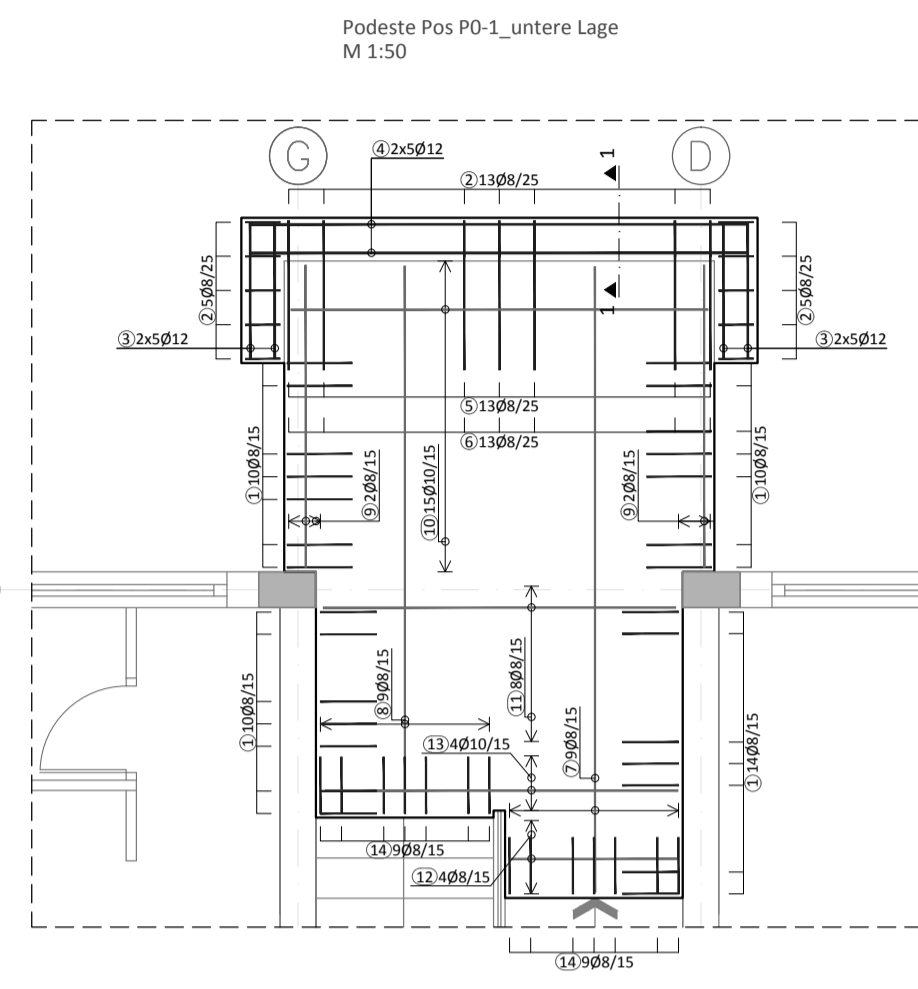 Podeste Pos P0-1_untere Lage
M 1:50
G
D
④2x5Ø12
②13Ø8/25
1
1
②5Ø8/25
②5Ø8/25
③2x5Ø12
③2x5Ø12
⑤13Ø8/25
⑥13Ø8/25
①10Ø8/15
⑨2Ø8/15
⑩15Ø10/15
⑨2Ø8/15
①10Ø8/15
①10Ø8/15
⑧9Ø8/15
⑪8Ø8/15
⑦9Ø8/15
⑬4Ø10/15
①14Ø8/15
⑭9Ø8/15
⑫4Ø8/15
⑭9Ø8/15